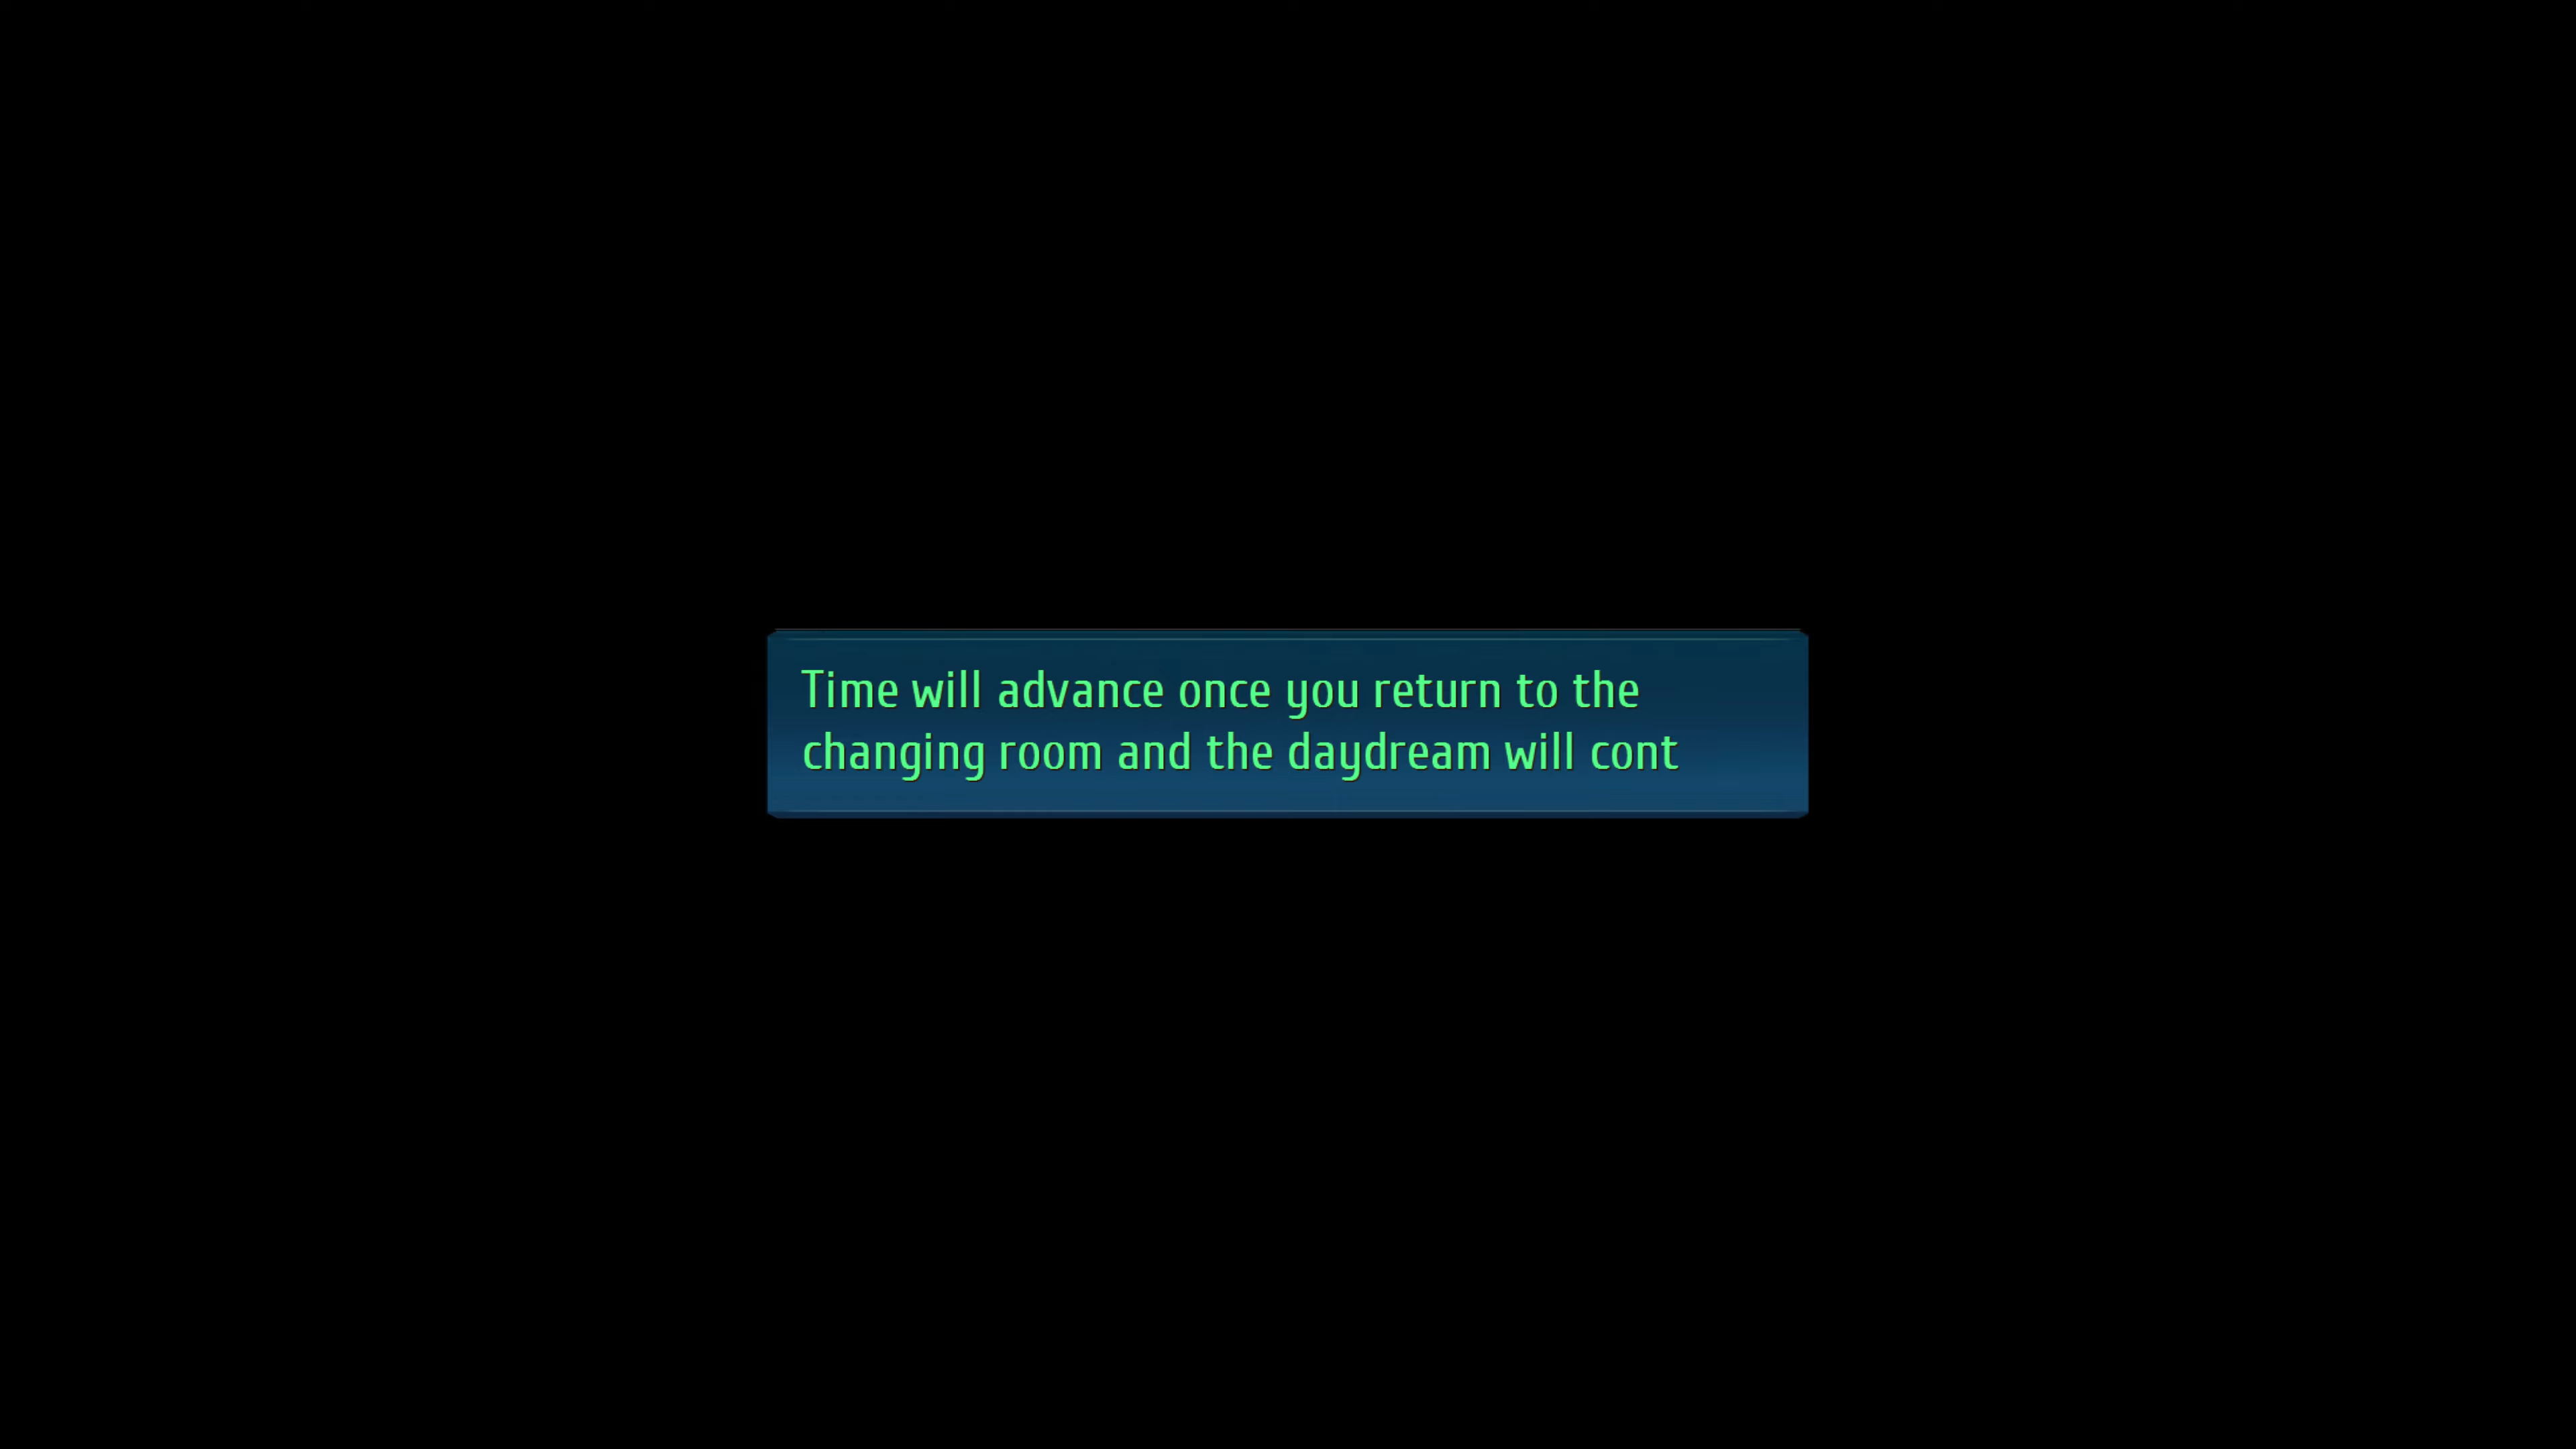 Time will advance once you return to the
changing room and the daydream will cont